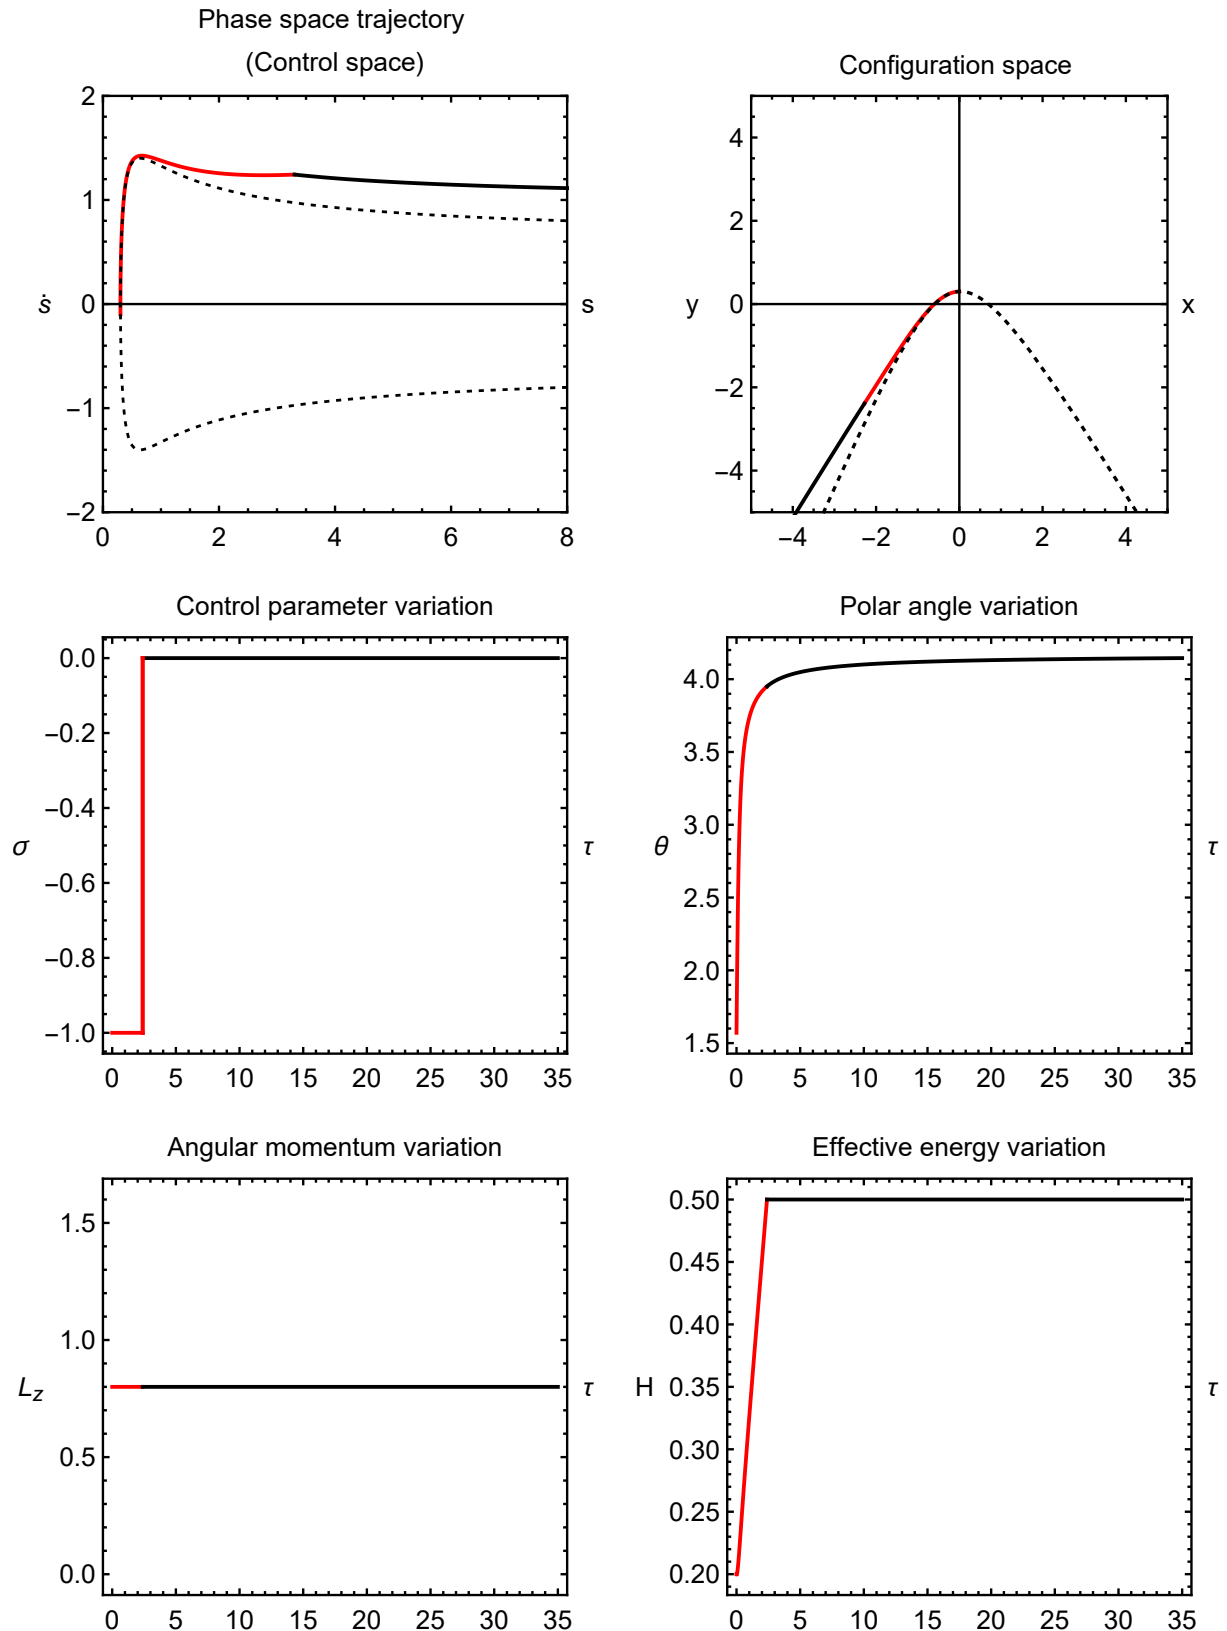 Phase space trajectory
(Control space)
2
1
0
−1
−2
ṡ
s
0 2 4 6 8
Configuration space
4
2
0
−2
−4
y
x
−4 −2 0 2 4
Control parameter variation
0.0
−0.2
−0.4
−0.6
−0.8
−1.0
σ
τ
0 5 10 15 20 25 30 35
Polar angle variation
4.0
3.5
3.0
2.5
2.0
1.5
θ
τ
0 5 10 15 20 25 30 35
Angular momentum variation
1.5
1.0
0.5
0.0
L_z
τ
0 5 10 15 20 25 30 35
Effective energy variation
0.50
0.45
0.40
0.35
0.30
0.25
0.20
H
τ
0 5 10 15 20 25 30 35